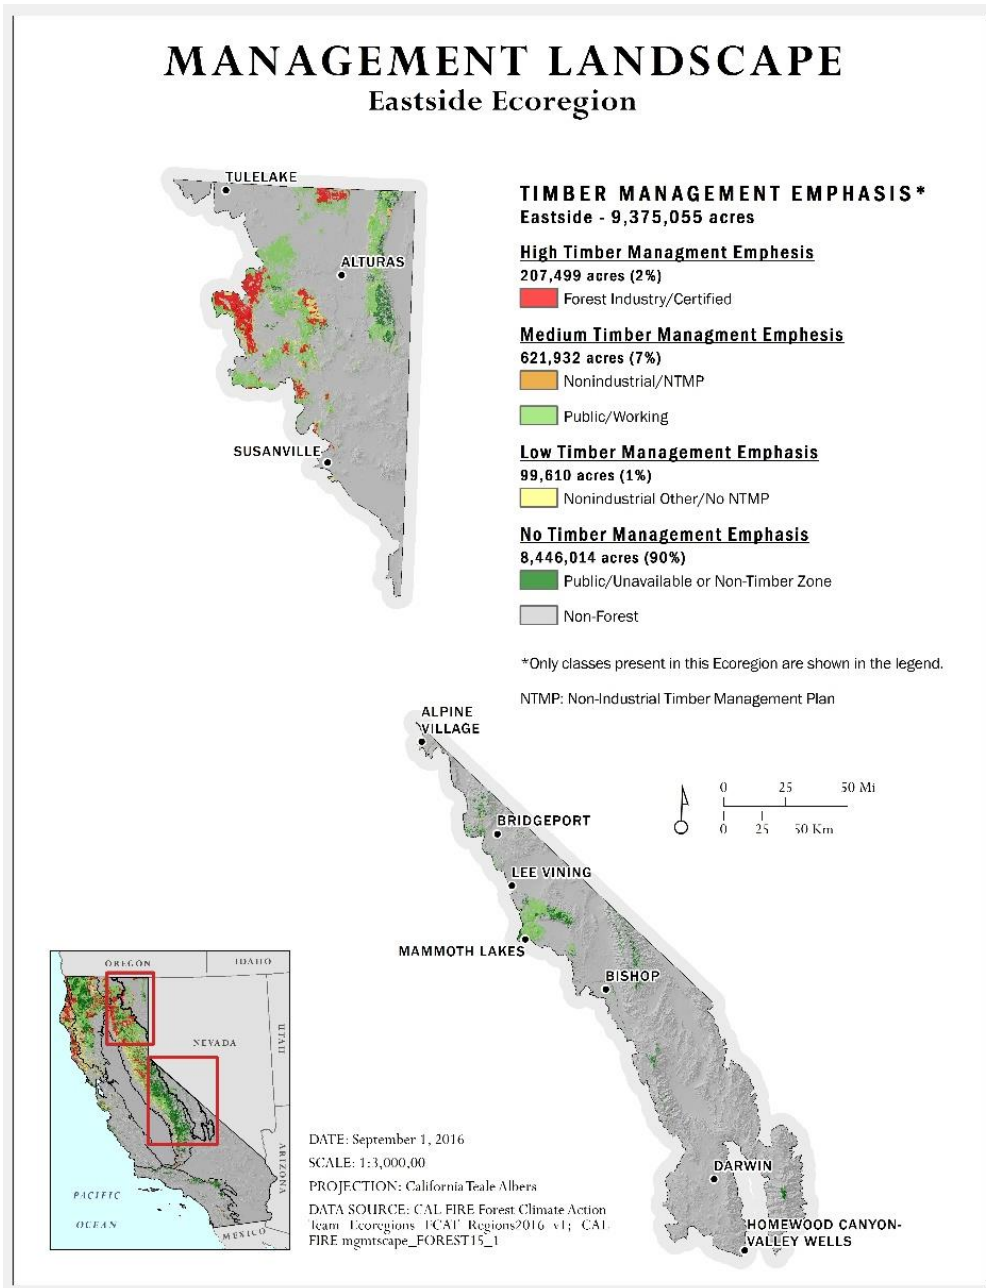 MANAGEMENT LANDSCAPE
Eastside Ecoregion
TULELAKE
ALTURAS
SUSANVILLE
TIMBER MANAGEMENT EMPHASIS*
Eastside - 9,375,055 acres
High Timber Managment Emphesis
207,499 acres (2%)
Forest Industry/Certified
Medium Timber Managment Emphesis
621,932 acres (7%)
Nonindustrial/NTMP
Public/Working
Low Timber Management Emphasis
99,610 acres (1%)
Nonindustrial Other/No NTMP
No Timber Management Emphasis
8,446,014 acres (90%)
Public/Unavailable or Non-Timber Zone
Non-Forest
*Only classes present in this Ecoregion are shown in the legend.
NTMP: Non-Industrial Timber Management Plan
ALPINE
VILLAGE
BRIDGEPORT
LEE VINING
MAMMOTH LAKES
BISHOP
DARWIN
HOMEWOOD CANYON-
VALLEY WELLS
0 25 50 Mi
0 25 50 Km
OREGON
IDAHO
NEVADA
UTAH
ARIZONA
PACIFIC
OCEAN
MEXICO
DATE: September 1, 2016
SCALE: 1:3,000,00
PROJECTION: California Teale Albers
DATA SOURCE: CAL FIRE Forest Climate Action
Team Ecoregions FCAT_Regions2016_v1; CAL
FIRE mgmtscape_FOREST15_1